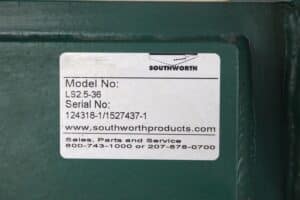 SOUTHWORTH
Model No:
LS2.5-36
Serial No:
124318-1/1527437-1
www.southworthproducts.com
Sales, Parts and Service
800-743-1000 or 207-878-0700